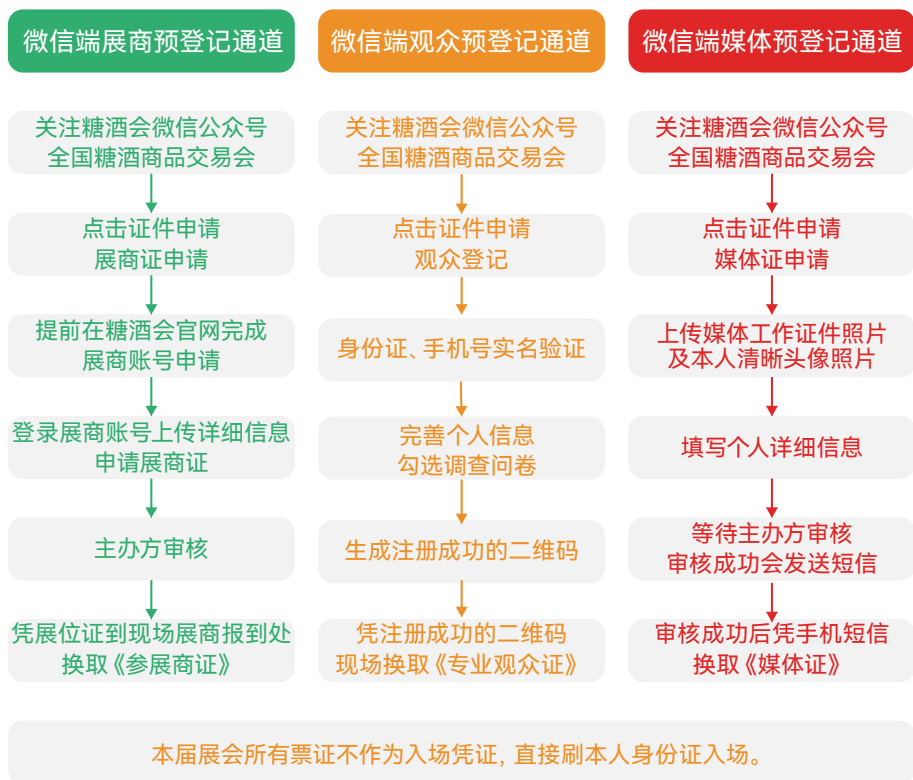 微信端展商预登记通道
关注糖酒会微信公众号
全国糖酒商品交易会
点击证件申请
展商证申请
提前在糖酒会官网完成
展商账号申请
登录展商账号上传详细信息
申请展商证
主办方审核
凭展位证到现场展商报到处
换取《参展商证》
微信端观众预登记通道
关注糖酒会微信公众号
全国糖酒商品交易会
点击证件申请
观众登记
身份证、手机号实名验证
完善个人信息
勾选调查问卷
生成注册成功的二维码
凭注册成功的二维码
现场换取《专业观众证》
微信端媒体预登记通道
关注糖酒会微信公众号
全国糖酒商品交易会
点击证件申请
媒体证申请
上传媒体工作证件照片
及本人清晰头像照片
填写个人详细信息
等待主办方审核
审核成功会发送短信
审核成功后凭手机短信
换取《媒体证》
本届展会所有票证不作为入场凭证, 直接刷本人身份证入场。